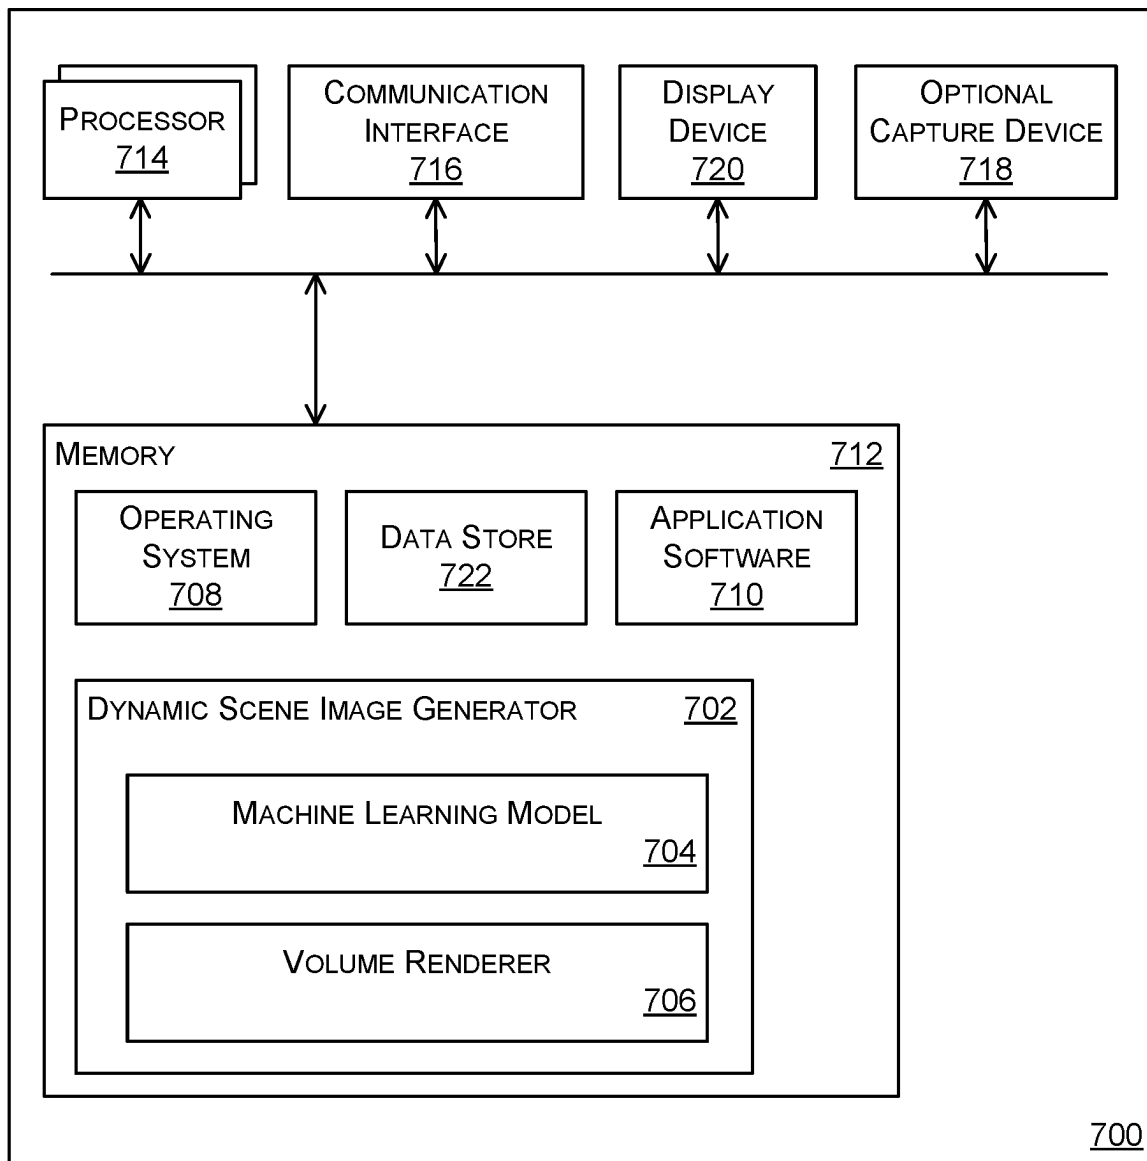 PROCESSOR
714
COMMUNICATION
INTERFACE
716
DISPLAY
DEVICE
720
OPTIONAL
CAPTURE DEVICE
718
MEMORY 712
OPERATING
SYSTEM
708
DATA STORE
722
APPLICATION
SOFTWARE
710
DYNAMIC SCENE IMAGE GENERATOR 702
MACHINE LEARNING MODEL
704
VOLUME RENDERER
706
700